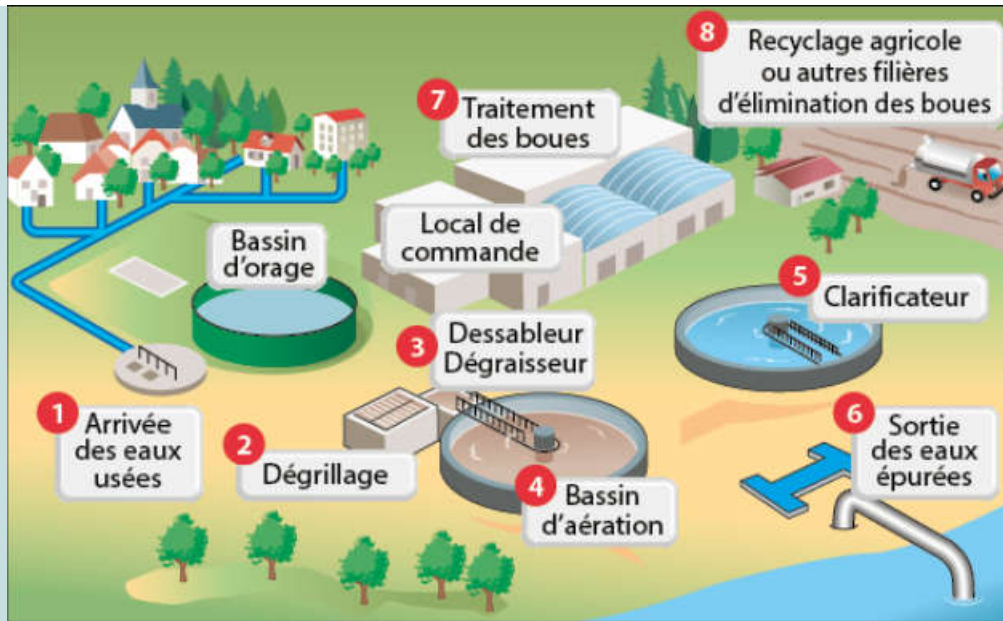 1
Arrivée
des eaux
usées
2
Dégrillage
3
Dessableur
Dégraisseur
4
Bassin
d'aération
5
Clarificateur
6
Sortie
des eaux
épurées
7
Traitement
des boues
8
Recyclage agricole
ou autres filières
d'élimination des boues
Bassin
d'orage
Local de
commande